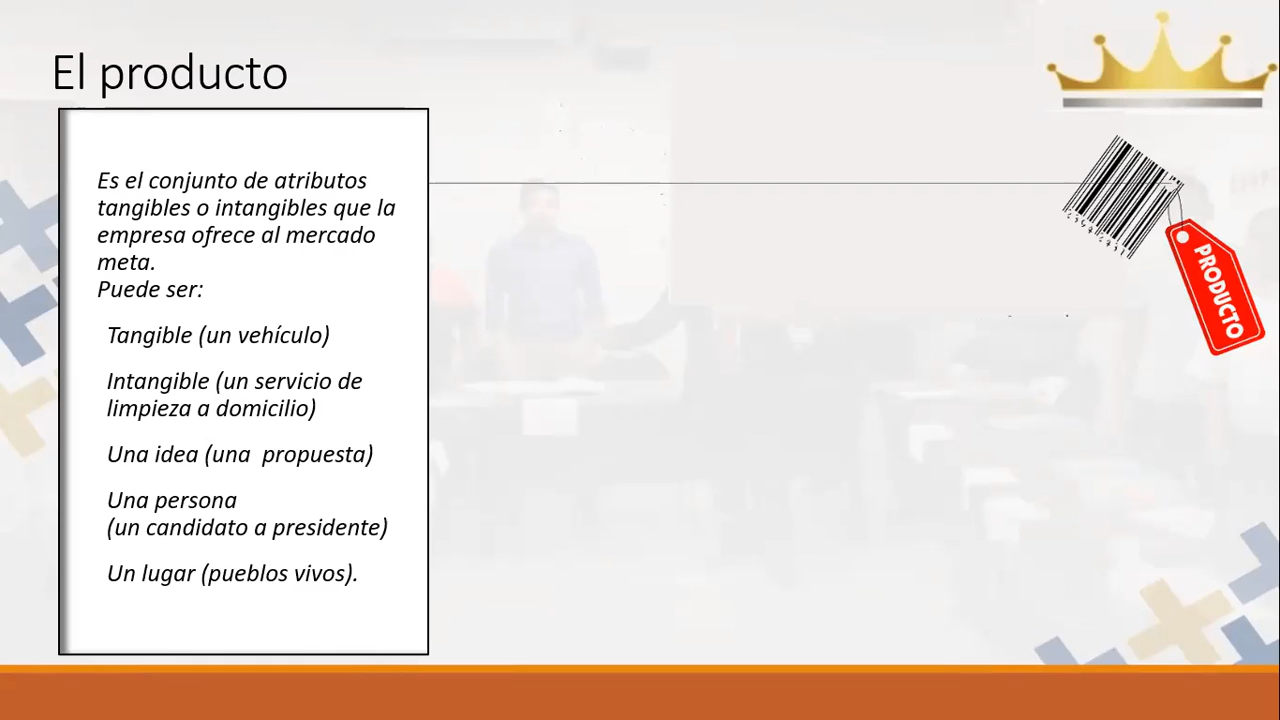 El producto
Es el conjunto de atributos
tangibles o intangibles que la
empresa ofrece al mercado
meta.
Puede ser:
Tangible (un vehículo)
Intangible (un servicio de
limpieza a domicilio)
Una idea (una  propuesta)
Una persona
(un candidato a presidente)
Un lugar (pueblos vivos).
PRODUCTO